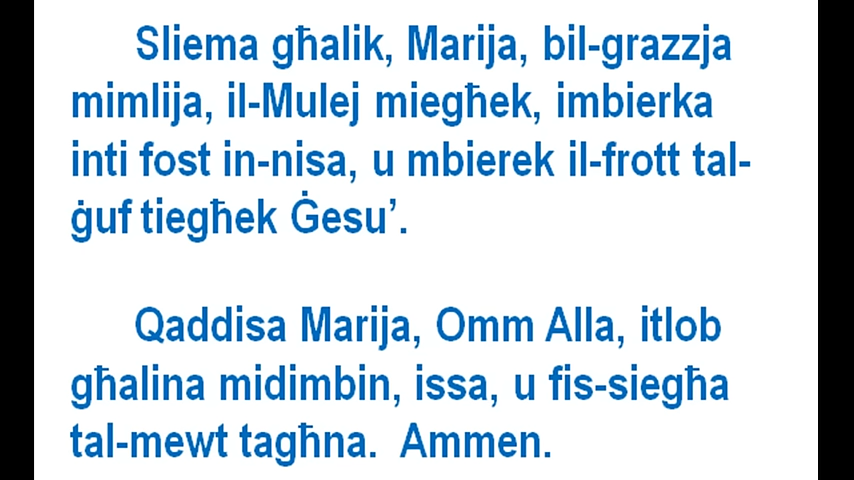 Sliema għalik, Marija, bil-grazzja
mimlija, il-Mulej miegħek, imbierka
inti fost in-nisa, u mbierek il-frott tal-
ġuf tiegħek Ġesu’.
Qaddisa Marija, Omm Alla, itlob
għalina midimbin, issa, u fis-siegħa
tal-mewt tagħna.  Ammen.